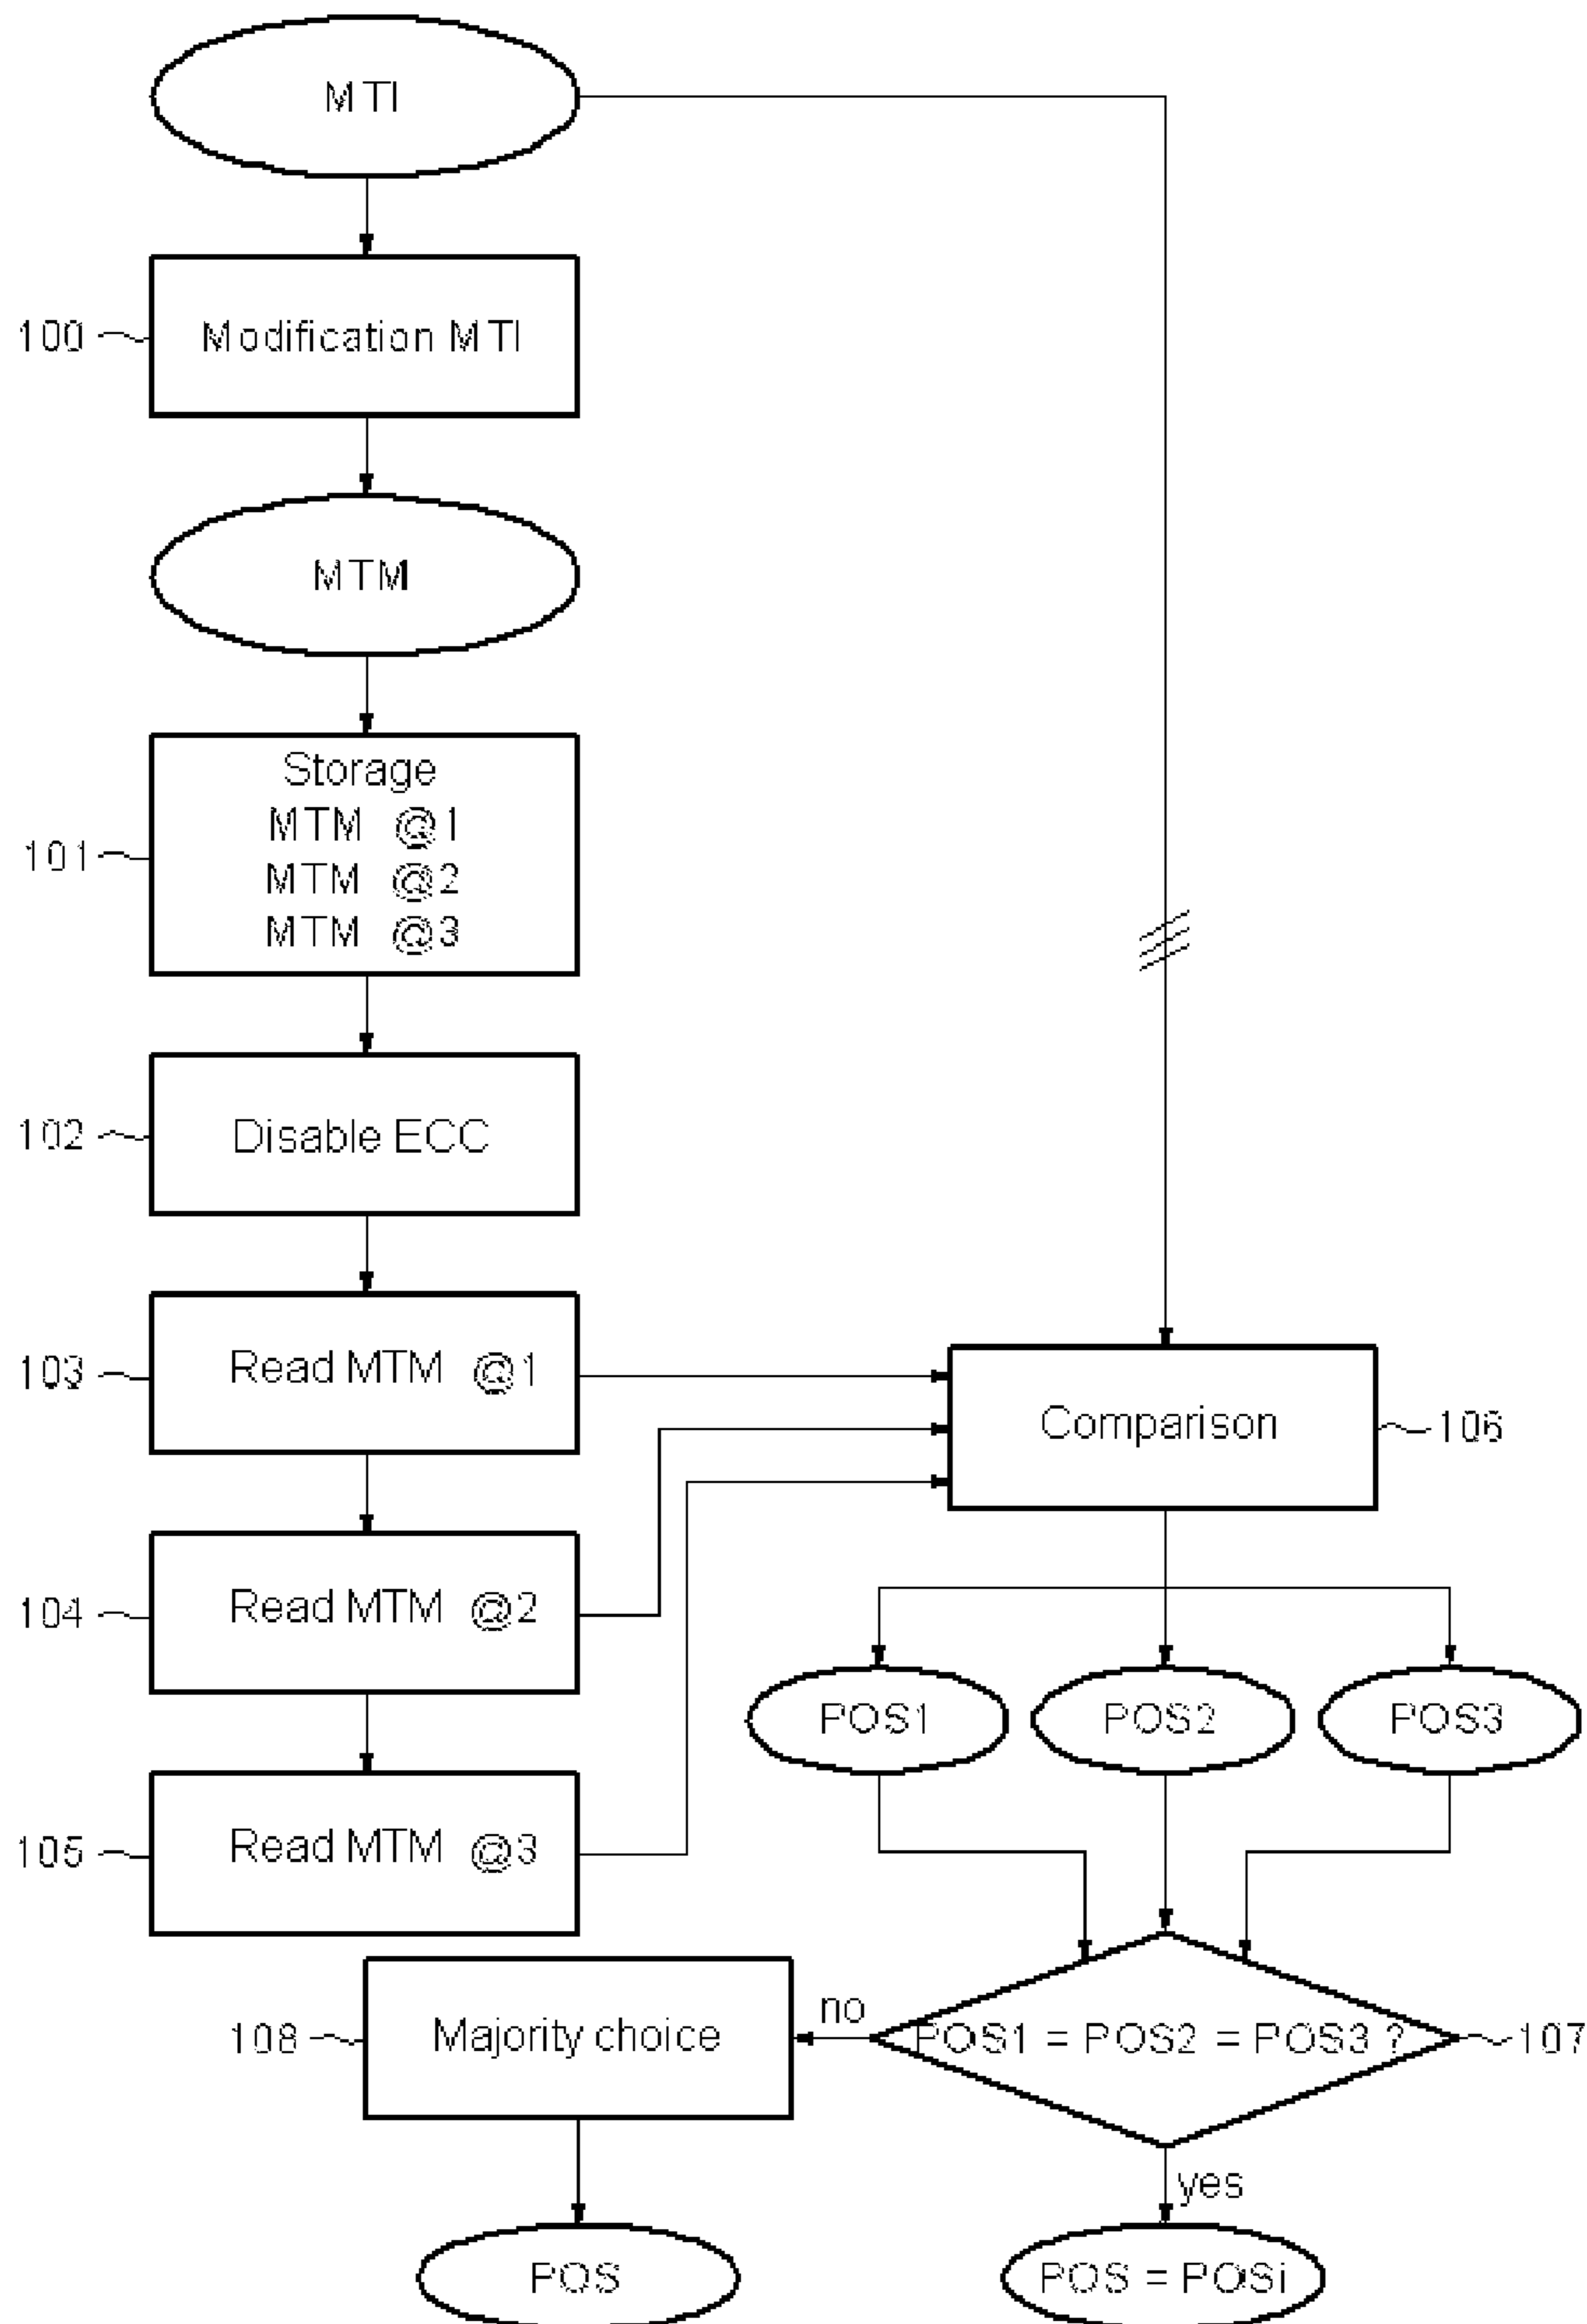 MTI
100
Modification MTI
MTM
Storage
MTM @1
101
MTM @2
MTM @3
102
Disable ECC
103
Read MTM @1
Comparison
106
104
Read MTM @2
POS1
POS2
POS3
105
Read MTM @3
no
108
Majority choice
POS1 = POS2 = POS3 ?
107
yes
POS
POS = POSi